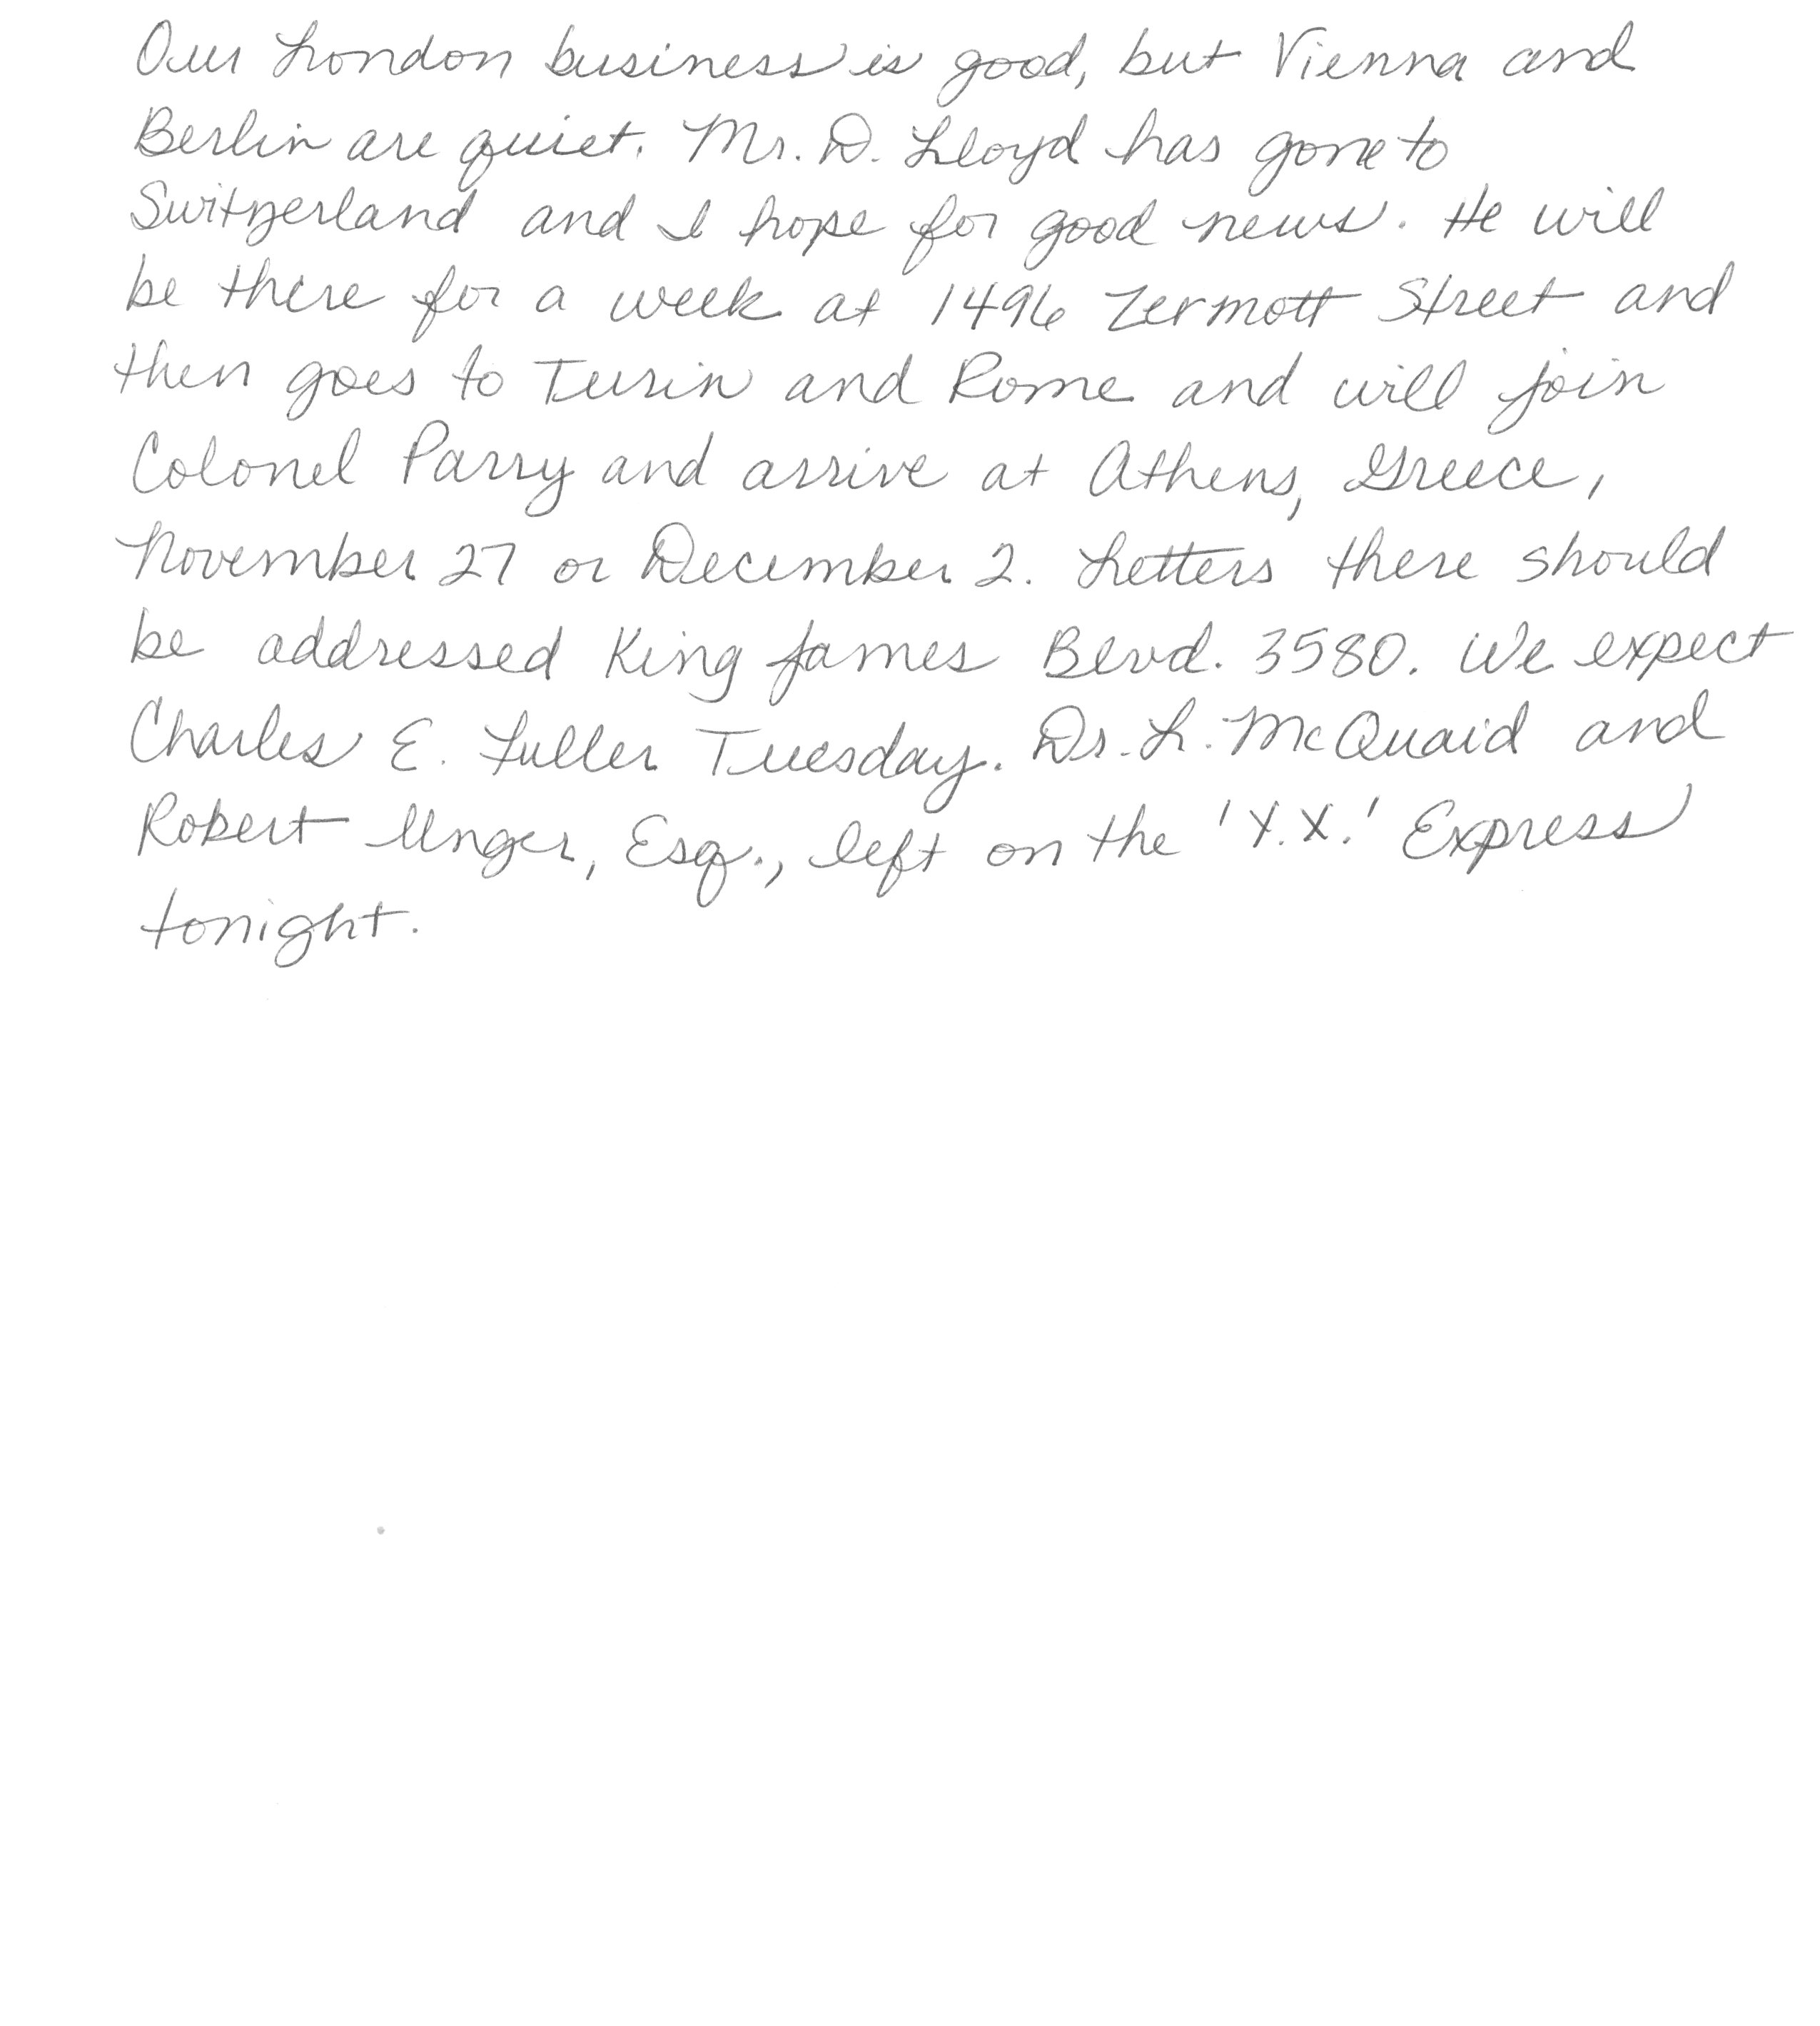 Our London business is good, but Vienna and
Berlin are quiet. Mr. D. Lloyd has gone to
Switzerland and I hope for good news. He will
be there for a week at 1496 Zermott Street and
then goes to Turin and Rome and will join
Colonel Parry and arrive at Athens, Greece,
November 27 or December 2. Letters there should
be addressed King James Blvd. 3580. We expect
Charles E. Fuller Tuesday. Dr. L. McQuaid and
Robert Unger, Esq., left on the 'Y.X.' Express
tonight.